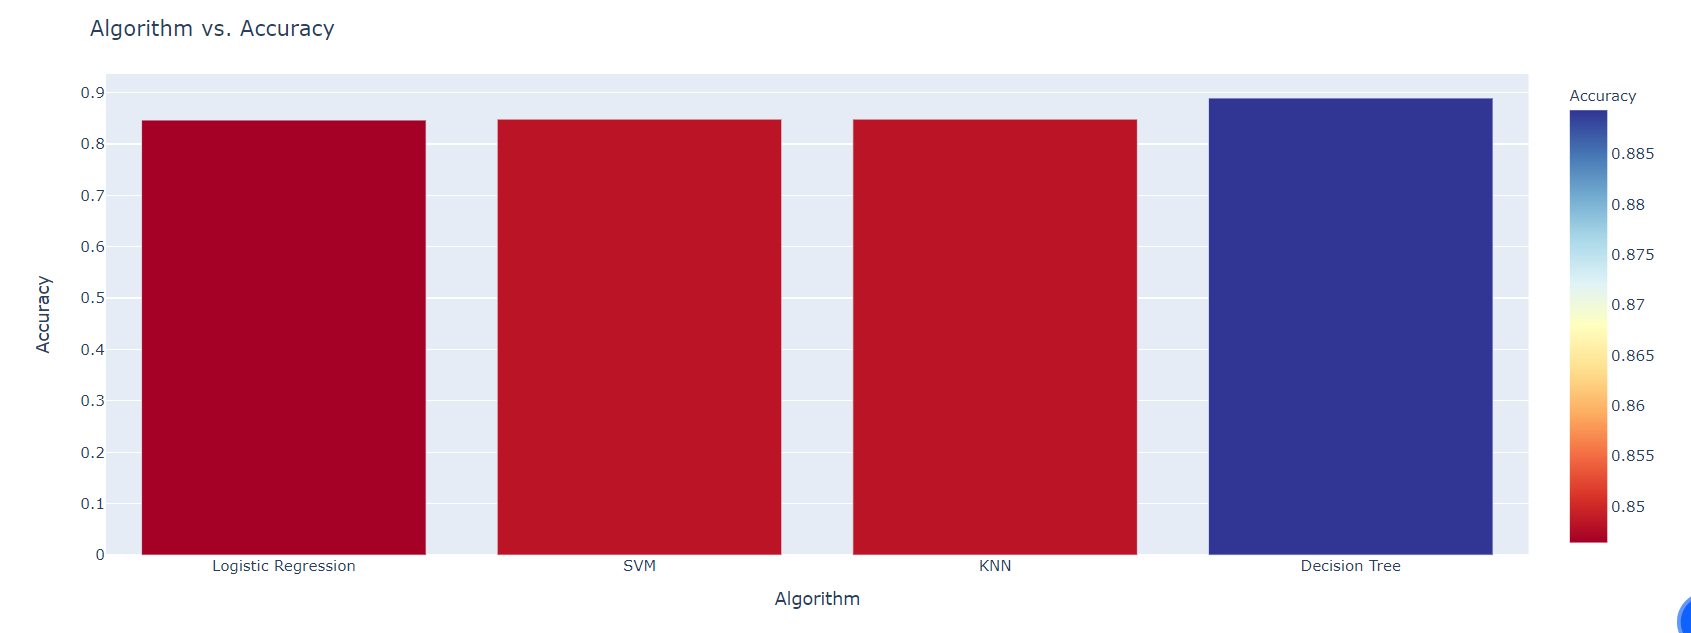 Algorithm vs. Accuracy
Accuracy
0.9
0.8
0.7
0.6
0.5
0.4
0.3
0.2
0.1
0
Logistic Regression
SVM
KNN
Decision Tree
Algorithm
Accuracy
0.885
0.88
0.875
0.87
0.865
0.86
0.855
0.85